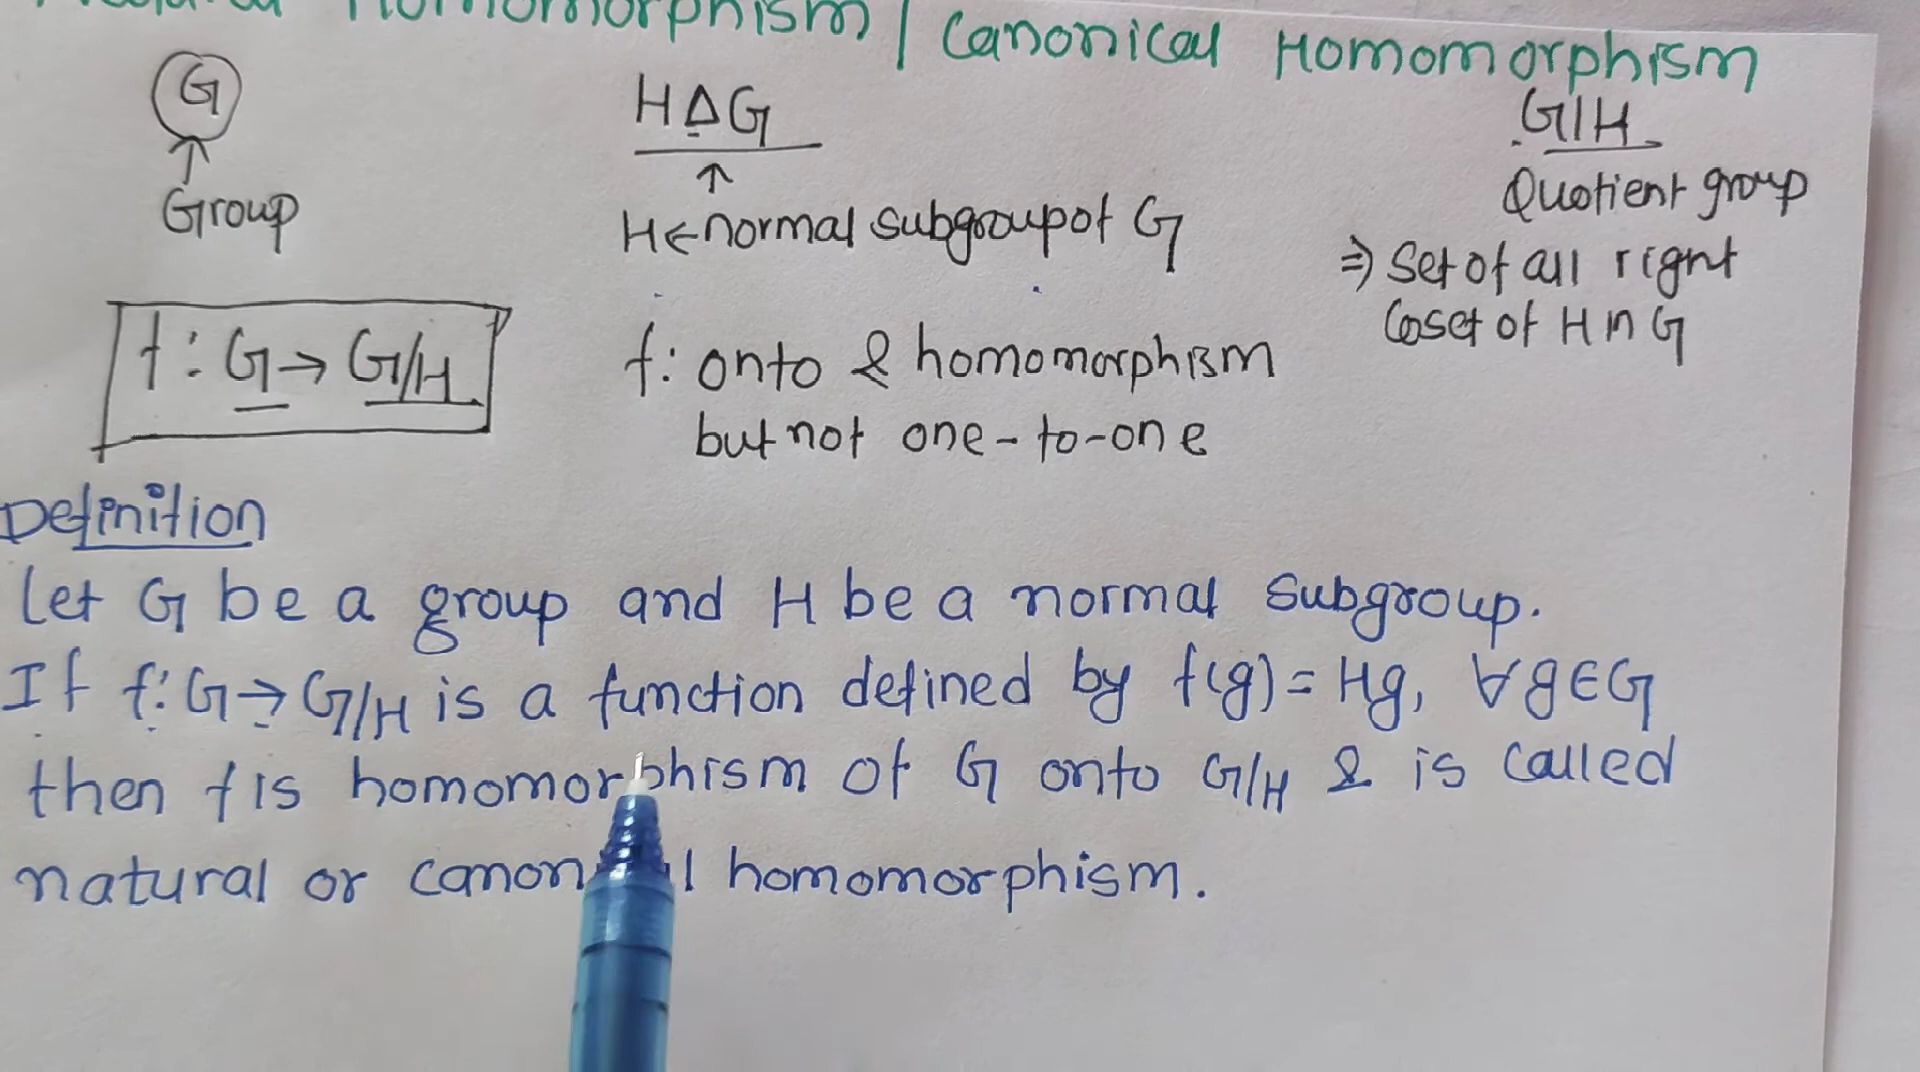 Homomorphism / Canonical Homomorphism
G
Group
H∆G
↑
H← normal subgroup of G
G/H
Quotient group
⇒ Set of all right
Coset of H in G
f: G → G/H
f: onto & homomorphism
but not one-to-one
Definition
Let G be a group and H be a normal subgroup.
If f: G → G/H is a function defined by f(g) = Hg, ∀ g ∈ G
then f is homomorphism of G onto G/H & is called
natural or homomorphism.